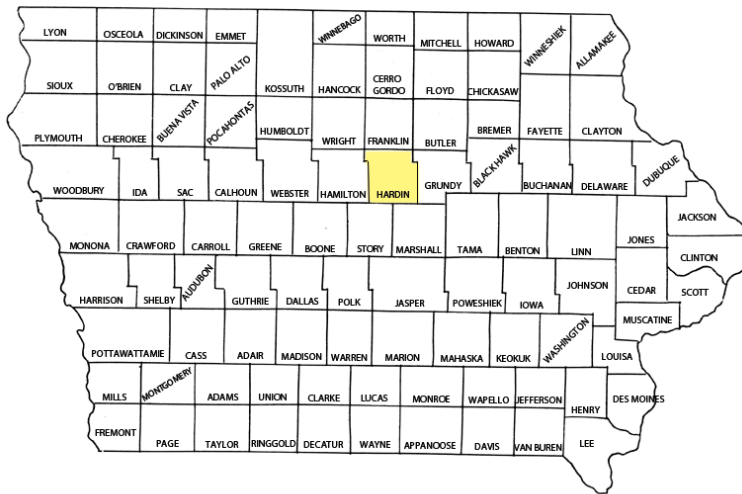 LYON OSCEOLA DICKINSON EMMET WINNEBAGO WORTH MITCHELL HOWARD WINNESHIEK ALLAMAKEE
SIOUX O'BRIEN CLAY PALO ALTO KOSSUTH HANCOCK CERRO GORDO FLOYD CHICKASAW
PLYMOUTH CHEROKEE BUENA VISTA POCAHONTAS HUMBOLDT WRIGHT FRANKLIN BUTLER BREMER FAYETTE CLAYTON
WOODBURY IDA SAC CALHOUN WEBSTER HAMILTON HARDIN GRUNDY BLACK HAWK BUCHANAN DELAWARE DUBUQUE
MONONA CRAWFORD CARROLL GREENE BOONE STORY MARSHALL TAMA BENTON LINN JONES JACKSON
CLINTON
HARRISON SHELBY AUDUBON GUTHRIE DALLAS POLK JASPER POWESHIEK IOWA JOHNSON CEDAR SCOTT
MUSCATINE
POTTAWATTAMIE CASS ADAIR MADISON WARREN MARION MAHASKA KEOKUK WASHINGTON LOUISA
MILLS MONTGOMERY ADAMS UNION CLARKE LUCAS MONROE WAPELLO JEFFERSON HENRY DES MOINES
FREMONT PAGE TAYLOR RINGGOLD DECATUR WAYNE APPANOOSE DAVIS VAN BUREN LEE